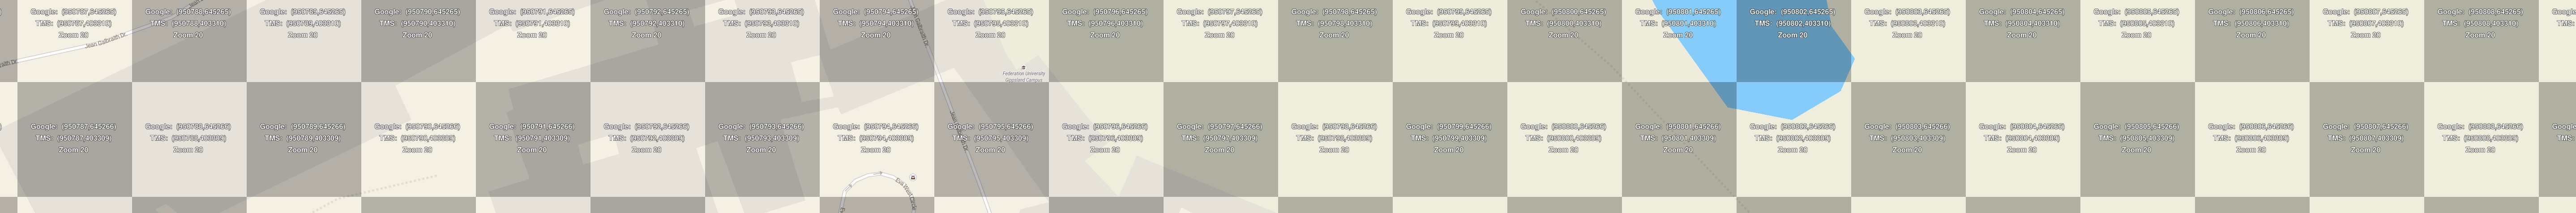 Google: (950787,645265)
TMS: (950787,403310)
Zoom 20
Google: (950788,645265)
TMS: (950788,403310)
Zoom 20
Google: (950789,645265)
TMS: (950789,403310)
Zoom 20
Google: (950790,645265)
TMS: (950790,403310)
Zoom 20
Google: (950791,645265)
TMS: (950791,403310)
Zoom 20
Google: (950792,645265)
TMS: (950792,403310)
Zoom 20
Google: (950793,645265)
TMS: (950793,403310)
Zoom 20
Google: (950794,645265)
TMS: (950794,403310)
Zoom 20
Google: (950795,645265)
TMS: (950795,403310)
Zoom 20
Google: (950796,645265)
TMS: (950796,403310)
Zoom 20
Google: (950797,645265)
TMS: (950797,403310)
Zoom 20
Google: (950798,645265)
TMS: (950798,403310)
Zoom 20
Google: (950799,645265)
TMS: (950799,403310)
Zoom 20
Google: (950800,645265)
TMS: (950800,403310)
Zoom 20
Google: (950801,645265)
TMS: (950801,403310)
Zoom 20
Google: (950802,645265)
TMS: (950802,403310)
Zoom 20
Google: (950803,645265)
TMS: (950803,403310)
Zoom 20
Google: (950804,645265)
TMS: (950804,403310)
Zoom 20
Google: (950805,645265)
TMS: (950805,403310)
Zoom 20
Google: (950806,645265)
TMS: (950806,403310)
Zoom 20
Google: (950807,645265)
TMS: (950807,403310)
Zoom 20
Google: (950808,645265)
TMS: (950808,403310)
Zoom 20
Jean Galbraith Dr
Federation University
Gippsland Campus
Google: (950787,645266)
TMS: (950787,403309)
Zoom 20
Google: (950788,645266)
TMS: (950788,403309)
Zoom 20
Google: (950789,645266)
TMS: (950789,403309)
Zoom 20
Google: (950790,645266)
TMS: (950790,403309)
Zoom 20
Google: (950791,645266)
TMS: (950791,403309)
Zoom 20
Google: (950792,645266)
TMS: (950792,403309)
Zoom 20
Google: (950793,645266)
TMS: (950793,403309)
Zoom 20
Google: (950794,645266)
TMS: (950794,403309)
Zoom 20
Google: (950795,645266)
TMS: (950795,403309)
Zoom 20
Google: (950796,645266)
TMS: (950796,403309)
Zoom 20
Google: (950797,645266)
TMS: (950797,403309)
Zoom 20
Google: (950798,645266)
TMS: (950798,403309)
Zoom 20
Google: (950799,645266)
TMS: (950799,403309)
Zoom 20
Google: (950800,645266)
TMS: (950800,403309)
Zoom 20
Google: (950801,645266)
TMS: (950801,403309)
Zoom 20
Google: (950802,645266)
TMS: (950802,403309)
Zoom 20
Google: (950803,645266)
TMS: (950803,403309)
Zoom 20
Google: (950804,645266)
TMS: (950804,403309)
Zoom 20
Google: (950805,645266)
TMS: (950805,403309)
Zoom 20
Google: (950806,645266)
TMS: (950806,403309)
Zoom 20
Google: (950807,645266)
TMS: (950807,403309)
Zoom 20
Google: (950808,645266)
TMS: (950808,403309)
Zoom 20
Eva West Circle